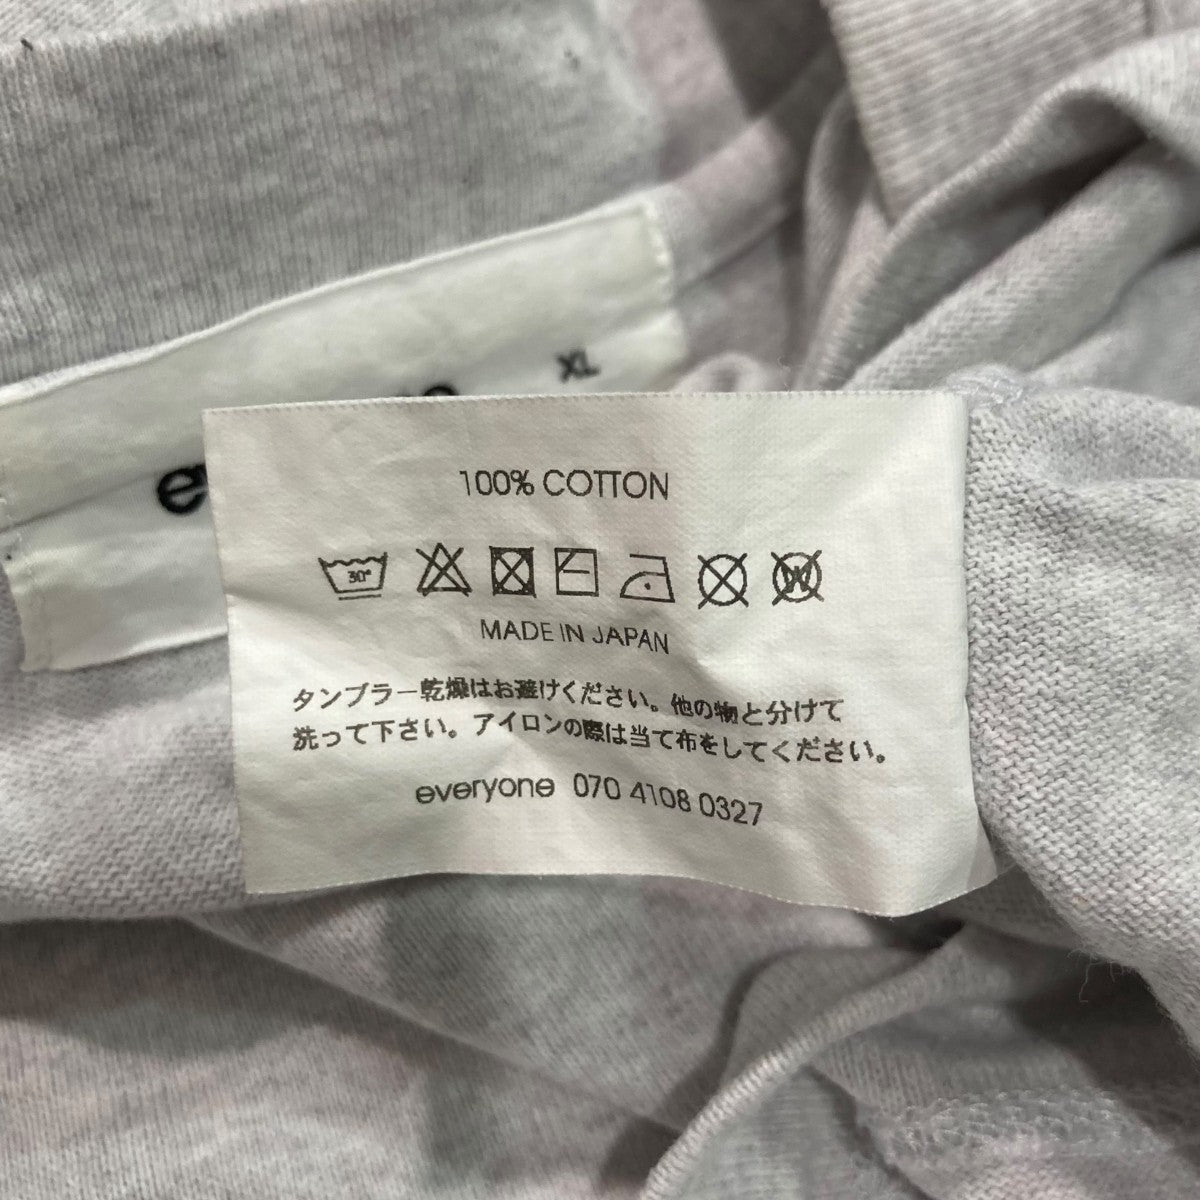 XL
100% COTTON
30°
W
MADE IN JAPAN
タンブラー乾燥はお避けください。他の物と分けて
洗って下さい。アイロンの際は当て布をしてください。
everyone 070 4108 0327